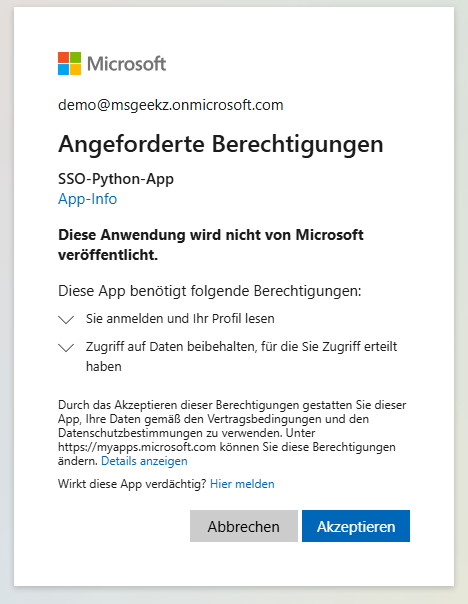 Microsoft
demo@msgeekz.onmicrosoft.com
Angeforderte Berechtigungen
SSO-Python-App
App-Info
Diese Anwendung wird nicht von Microsoft
veröffentlicht.
Diese App benötigt folgende Berechtigungen:
Sie anmelden und Ihr Profil lesen
Zugriff auf Daten beibehalten, für die Sie Zugriff erteilt
haben
Durch das Akzeptieren dieser Berechtigungen gestatten Sie dieser
App, Ihre Daten gemäß den Vertragsbedingungen und den
Datenschutzbestimmungen zu verwenden. Unter
https://myapps.microsoft.com können Sie diese Berechtigungen
ändern. Details anzeigen
Wirkt diese App verdächtig? Hier melden
Abbrechen Akzeptieren